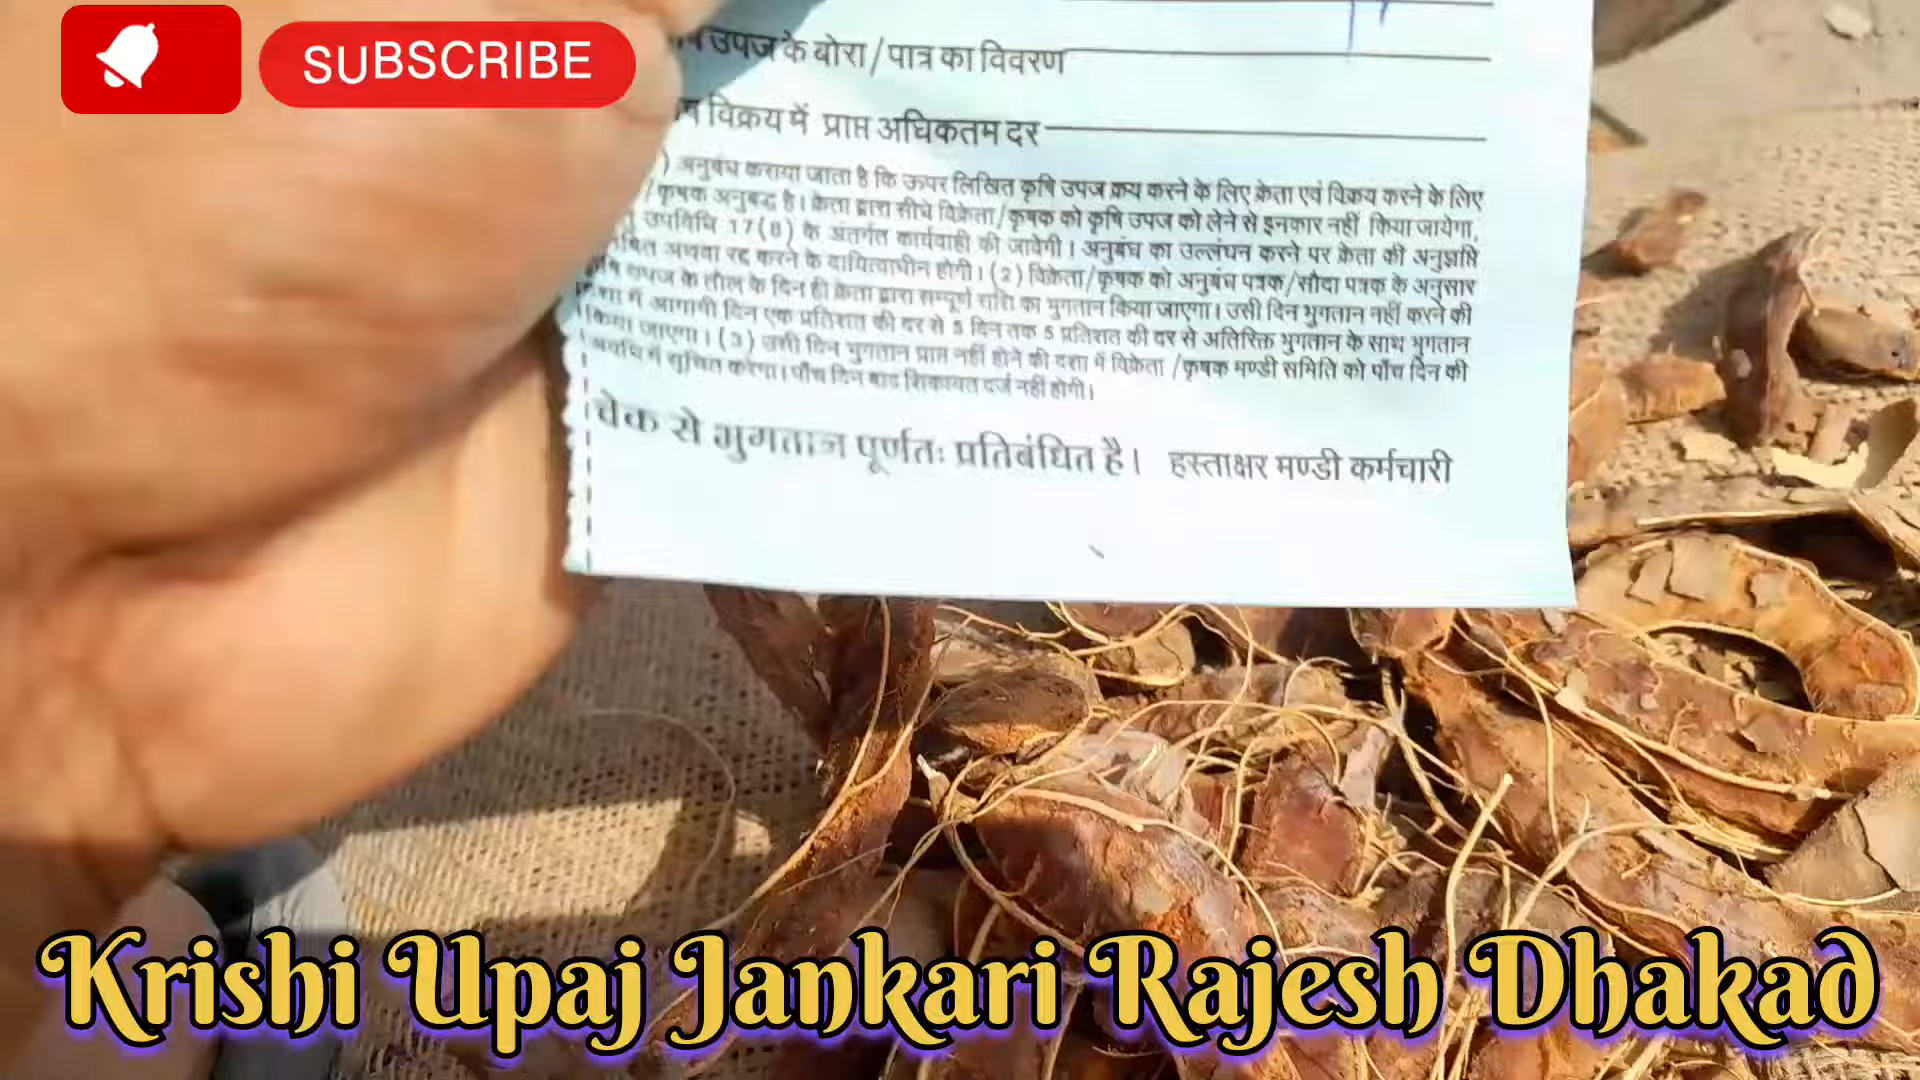 SUBSCRIBE
उपज के बोरा/पात्र का विवरण
विक्रय में प्राप्त अधिकतम दर
) अनुबंध कराया जाता है कि ऊपर लिखित कृषि उपज क्रय करने के लिए क्रेता एवं विक्रय करने के लिए
/कृषक अनुबद्ध है। क्रेता द्वारा सीधे विक्रेता/कृषक को कृषि उपज को लेने से इनकार नहीं किया जायेगा,
उपविधि 17(8) के अंतर्गत कार्यवाही की जावेगी। अनुबंध का उल्लंघन करने पर क्रेता की अनुज्ञप्ति
अथवा रद्द करने के दायित्वाधीन होगी। (2) विक्रेता/कृषक को अनुबंध पत्रक/सौदा पत्रक के अनुसार
उपज के तौल के दिन ही क्रेता द्वारा सम्पूर्ण राशि का भुगतान किया जाएगा। उसी दिन भुगतान नहीं करने की
में आगामी दिन एक प्रतिशत की दर से 5 दिन तक 5 प्रतिशत की दर से अतिरिक्त भुगतान के साथ भुगतान
किया जाएगा। (3) उसी दिन भुगतान प्राप्त नहीं होने की दशा में विक्रेता /कृषक मण्डी समिति को पाँच दिन की
अवधि में सूचित करेगा। पाँच दिन बाद शिकायत दर्ज नहीं होगी।
चेक से भुगतान पूर्णतः प्रतिबंधित है। हस्ताक्षर मण्डी कर्मचारी
Krishi Upaj Jankari Rajesh Dhakad